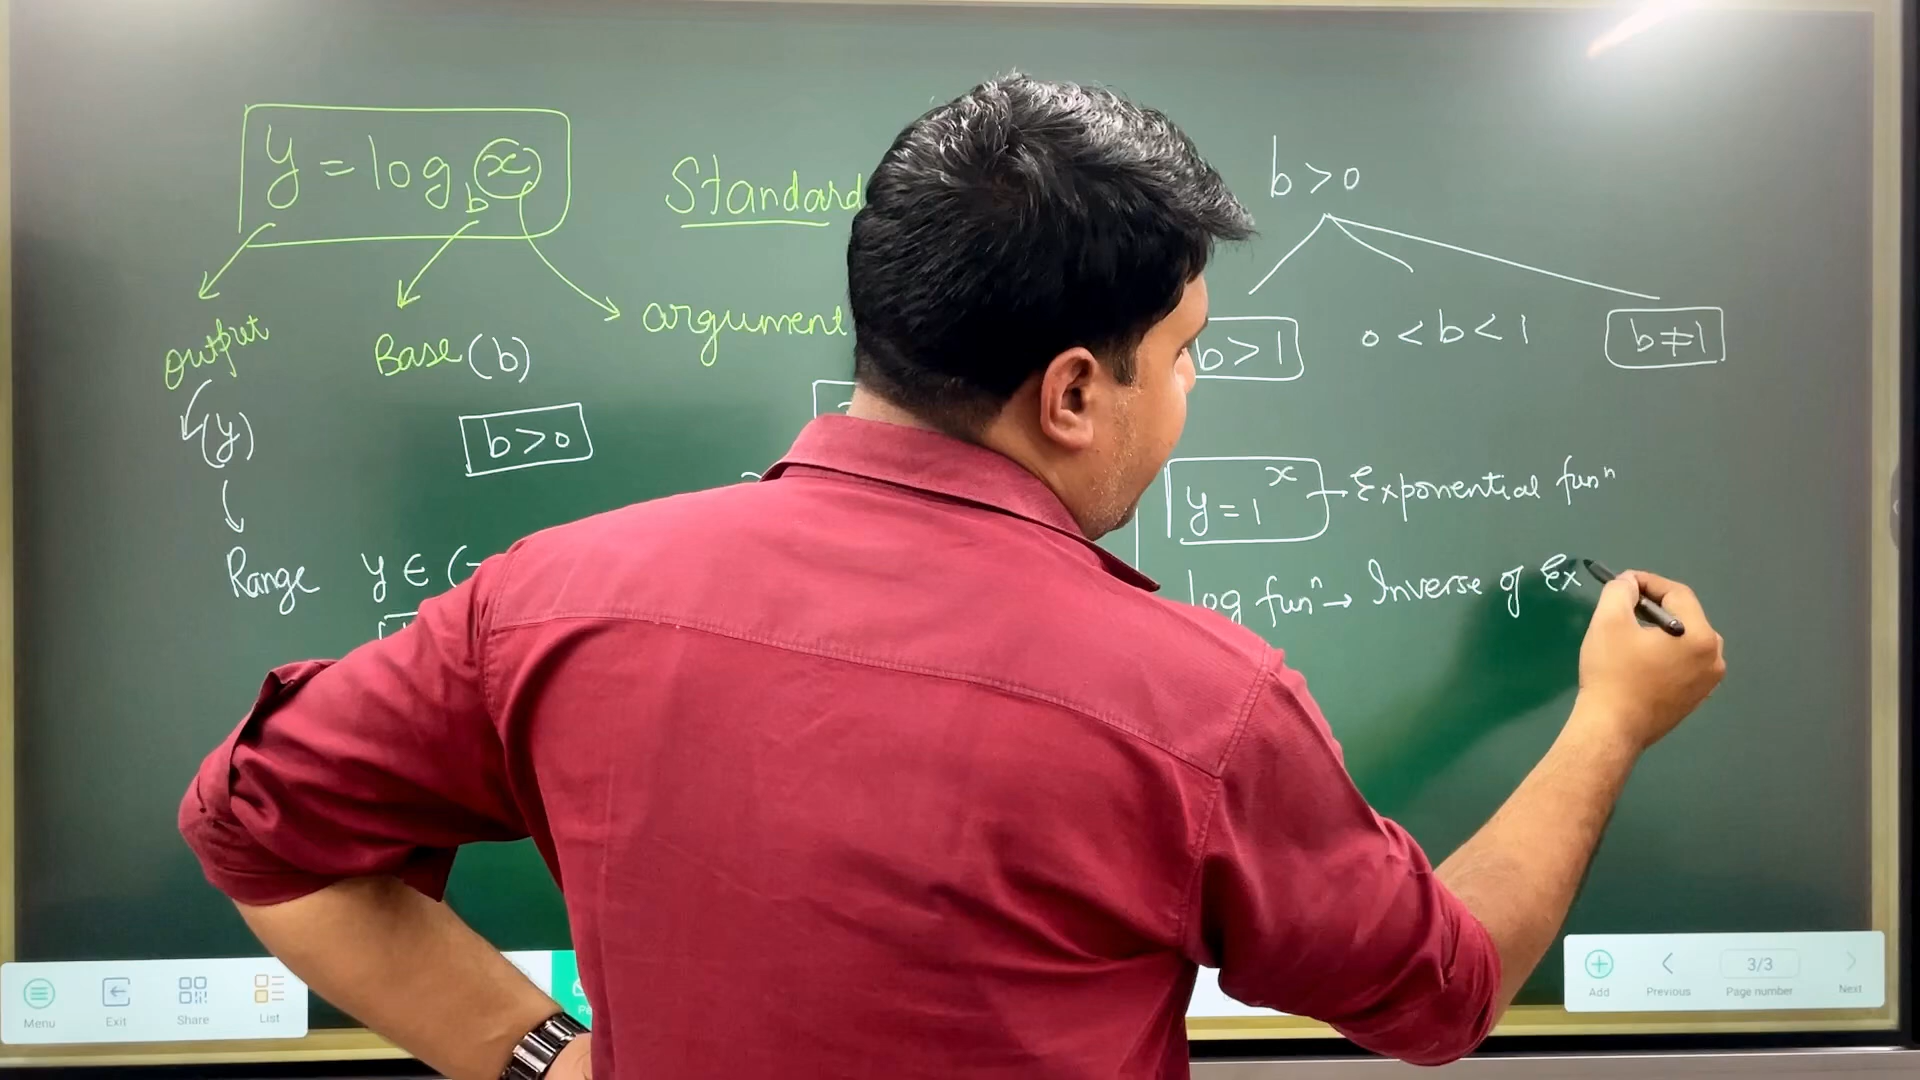 y = log_b x
Standard
b > 0
output
Base (b)
argument
b > 1
0 < b < 1
b ≠ 1
(y)
b > 0
y = 1^x
Exponential funⁿ
Range
y ∈ (-
log funⁿ → Inverse of Ex
Menu
Exit
Share
List
Add
Previous
3/3
Page number
Next